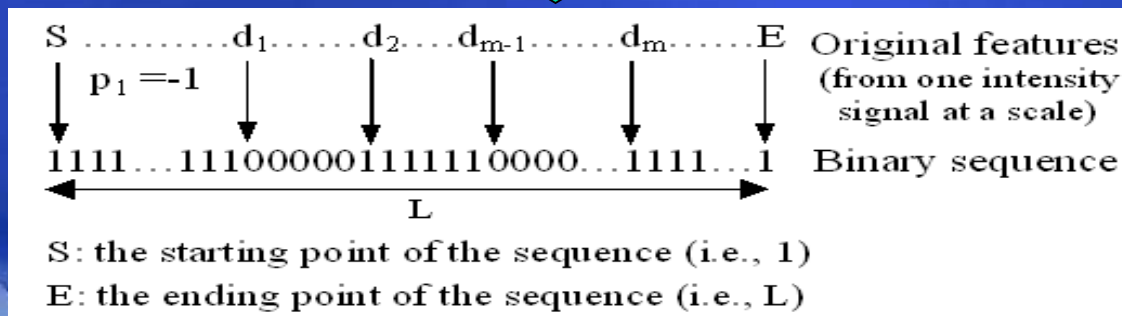 S ..........d₁......d₂....dₘ₋₁......dₘ......E Original features
p₁ =-1 (from one intensity
signal at a scale)
1111...111000000111111110000...1111...1 Binary sequence
L
S: the starting point of the sequence (i.e., 1)
E: the ending point of the sequence (i.e., L)